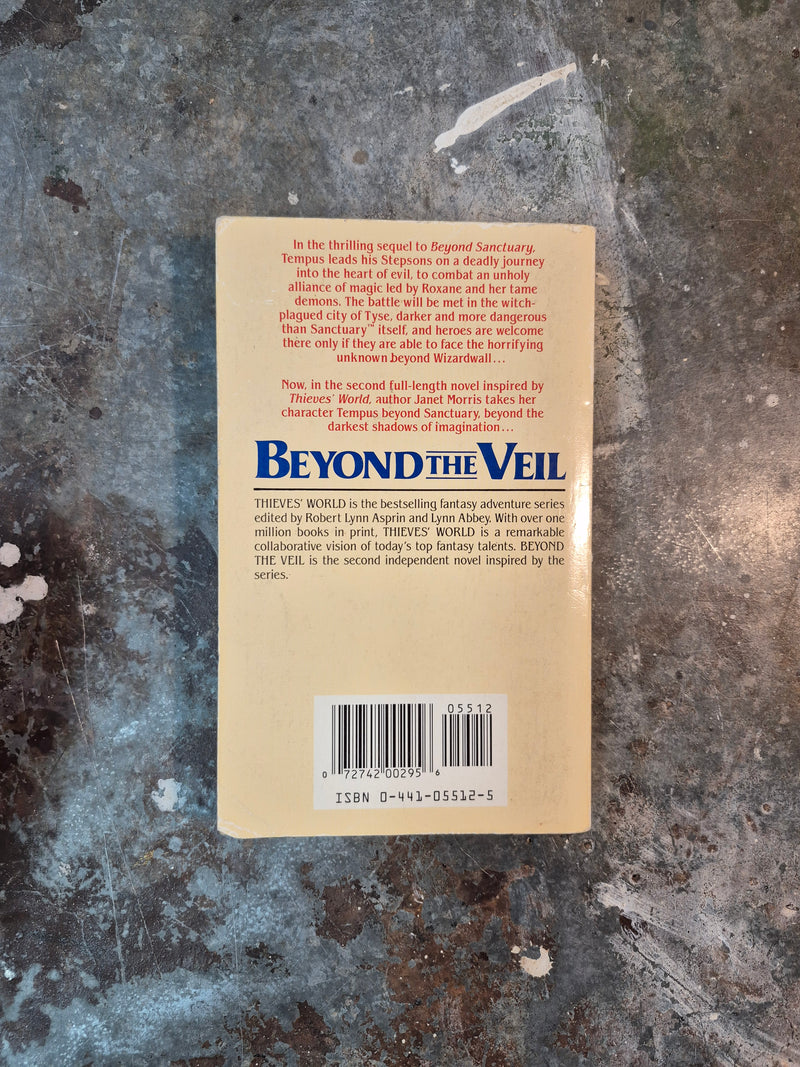 In the thrilling sequel to Beyond Sanctuary,
Tempus leads his Stepsons on a deadly journey
into the heart of evil, to combat an unholy
alliance of magic led by Roxane and her tame
demons. The battle will be met in the witch-
plagued city of Tyse, darker and more dangerous
than Sanctuary™ itself, and heroes are welcome
there only if they are able to face the horrifying
unknown beyond Wizardwall...
Now, in the second full-length novel inspired by
Thieves' World, author Janet Morris takes her
character Tempus beyond Sanctuary, beyond the
darkest shadows of imagination...
BEYOND THE VEIL
THIEVES' WORLD is the bestselling fantasy adventure series
edited by Robert Lynn Asprin and Lynn Abbey. With over one
million books in print, THIEVES' WORLD is a remarkable
collaborative vision of today's top fantasy talents. BEYOND
THE VEIL is the second independent novel inspired by the
series.
05512
0 72742 00295 6
ISBN 0-441-05512-5